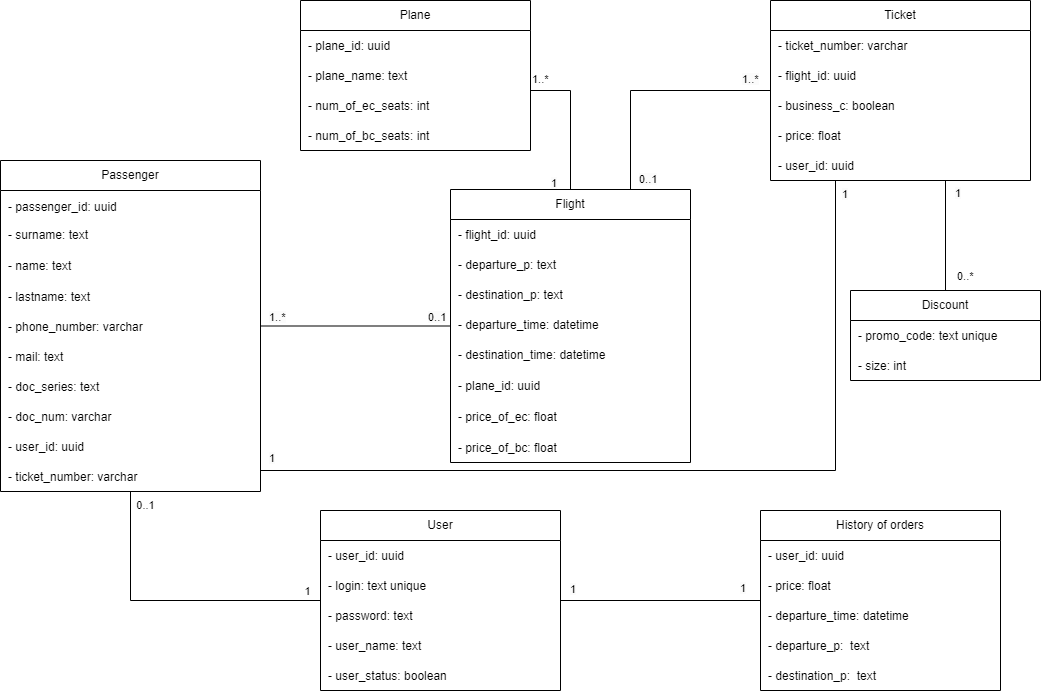 Plane
- plane_id: uuid
- plane_name: text
- num_of_ec_seats: int
- num_of_bc_seats: int
1..*
1
Ticket
- ticket_number: varchar
- flight_id: uuid
- business_c: boolean
- price: float
- user_id: uuid
1..*
0..1
1
1
Passenger
- passenger_id: uuid
- surname: text
- name: text
- lastname: text
- phone_number: varchar
- mail: text
- doc_series: text
- doc_num: varchar
- user_id: uuid
- ticket_number: varchar
1..*
0..1
1
0..1
Flight
- flight_id: uuid
- departure_p: text
- destination_p: text
- departure_time: datetime
- destination_time: datetime
- plane_id: uuid
- price_of_ec: float
- price_of_bc: float
0..*
Discount
- promo_code: text unique
- size: int
User
- user_id: uuid
- login: text unique
- password: text
- user_name: text
- user_status: boolean
1
1
1
History of orders
- user_id: uuid
- price: float
- departure_time: datetime
- departure_p:  text
- destination_p:  text